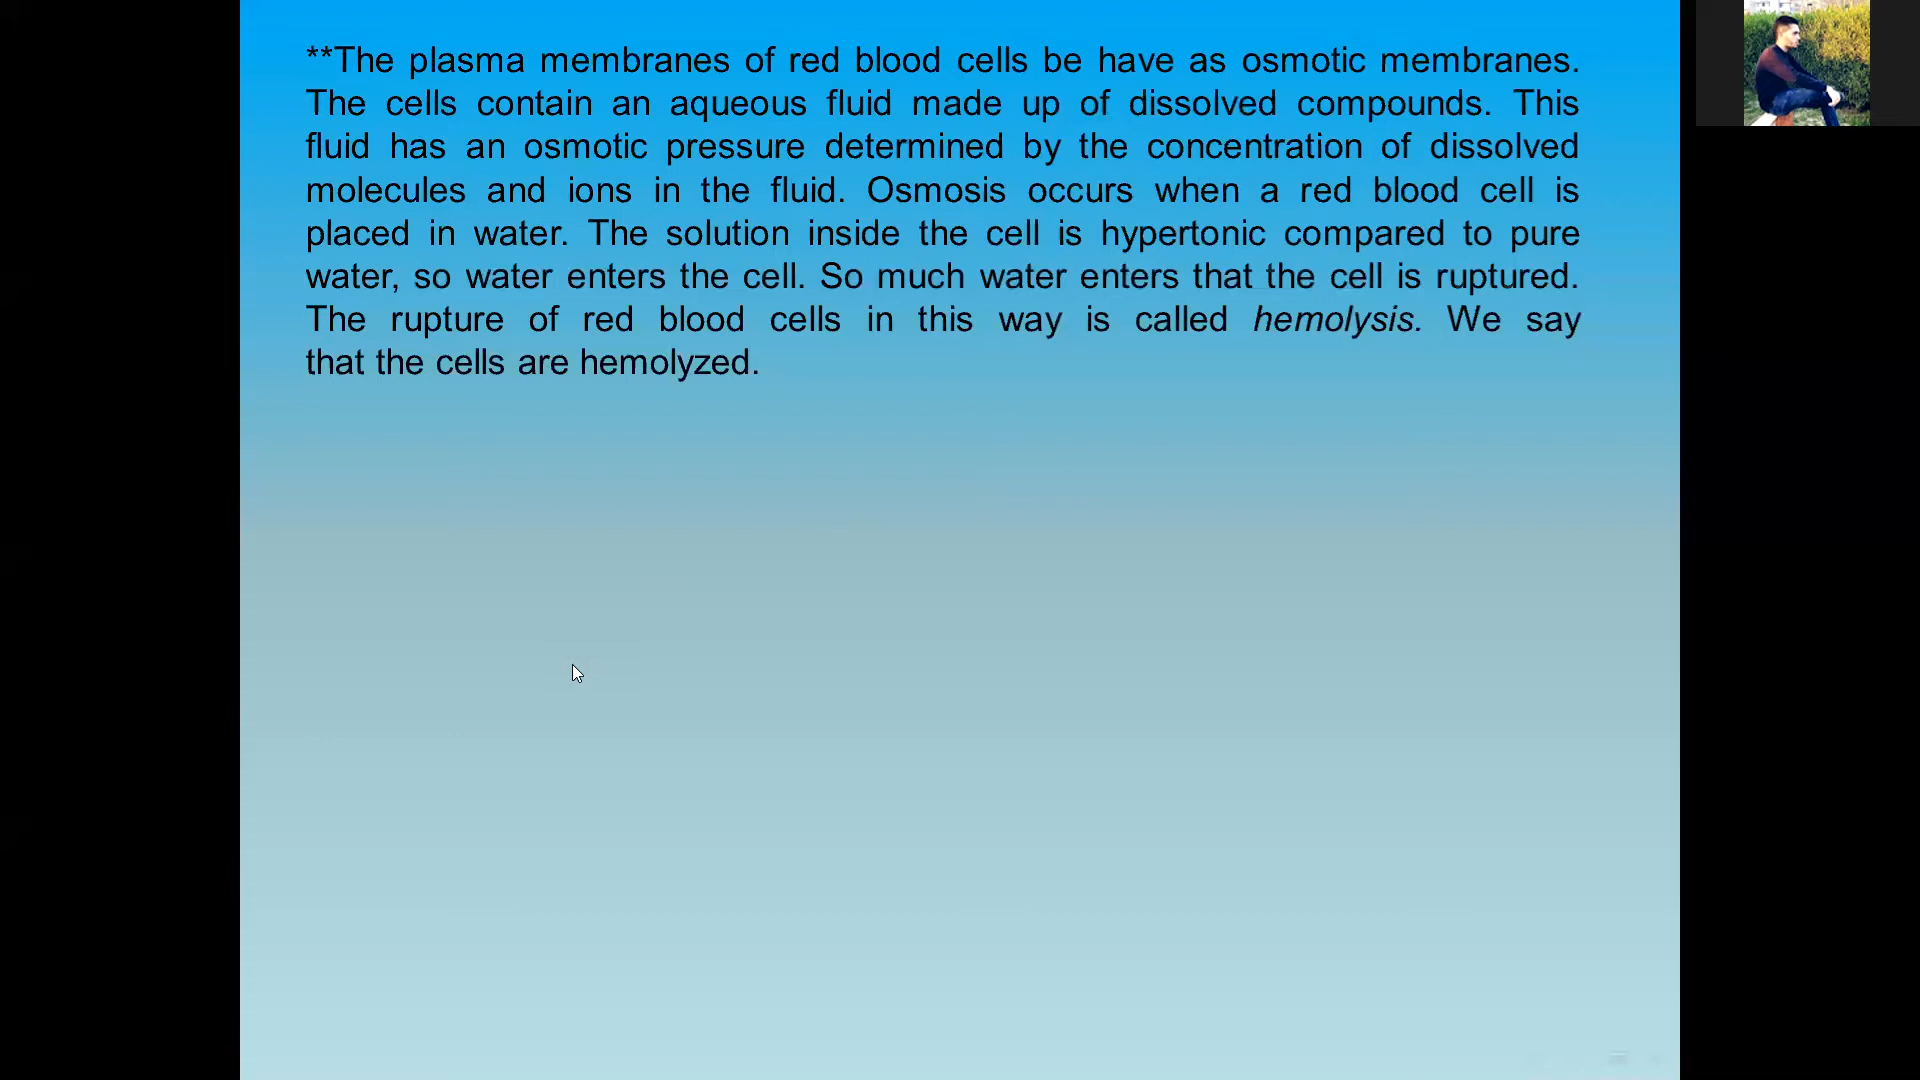 **The plasma membranes of red blood cells be have as osmotic membranes.
The cells contain an aqueous fluid made up of dissolved compounds. This
fluid has an osmotic pressure determined by the concentration of dissolved
molecules and ions in the fluid. Osmosis occurs when a red blood cell is
placed in water. The solution inside the cell is hypertonic compared to pure
water, so water enters the cell. So much water enters that the cell is ruptured.
The rupture of red blood cells in this way is called hemolysis. We say
that the cells are hemolyzed.